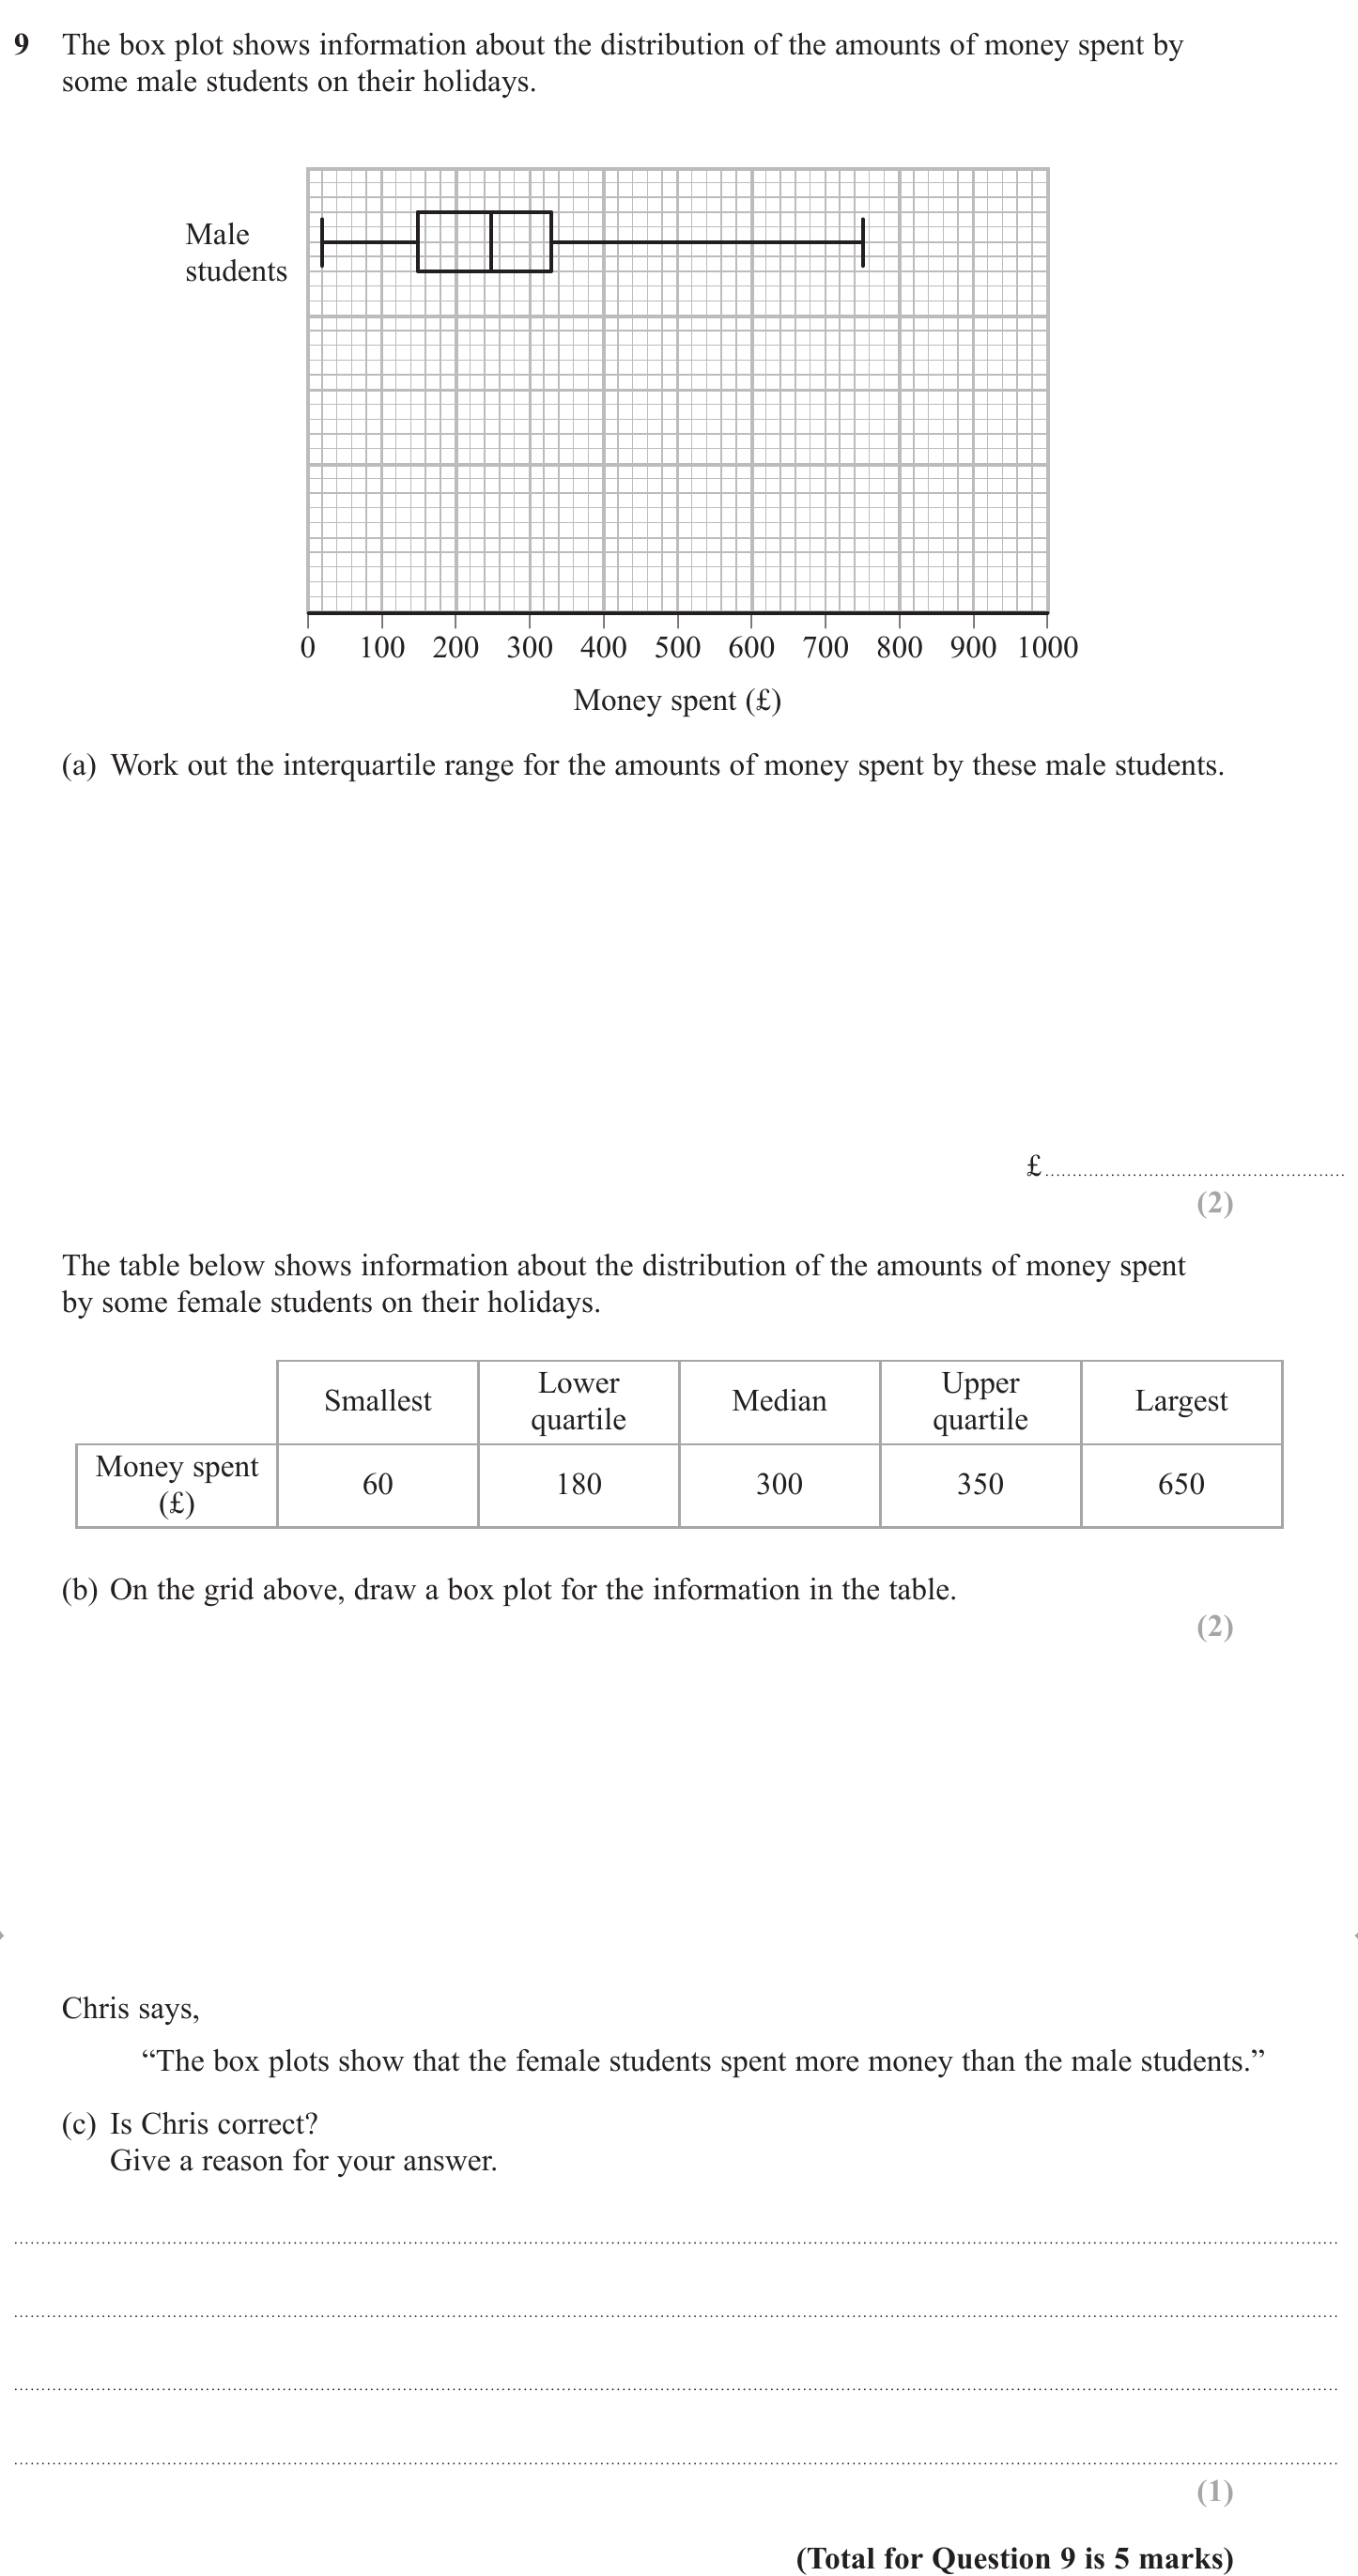 9 The box plot shows information about the distribution of the amounts of money spent by
some male students on their holidays.
Male
students
0 100 200 300 400 500 600 700 800 900 1000
Money spent (£)
(a) Work out the interquartile range for the amounts of money spent by these male students.
£
(2)
The table below shows information about the distribution of the amounts of money spent
by some female students on their holidays.
Smallest Lower quartile Median Upper quartile Largest
Money spent (£) 60 180 300 350 650
(b) On the grid above, draw a box plot for the information in the table.
(2)
Chris says,
“The box plots show that the female students spent more money than the male students.”
(c) Is Chris correct?
Give a reason for your answer.
(1)
(Total for Question 9 is 5 marks)